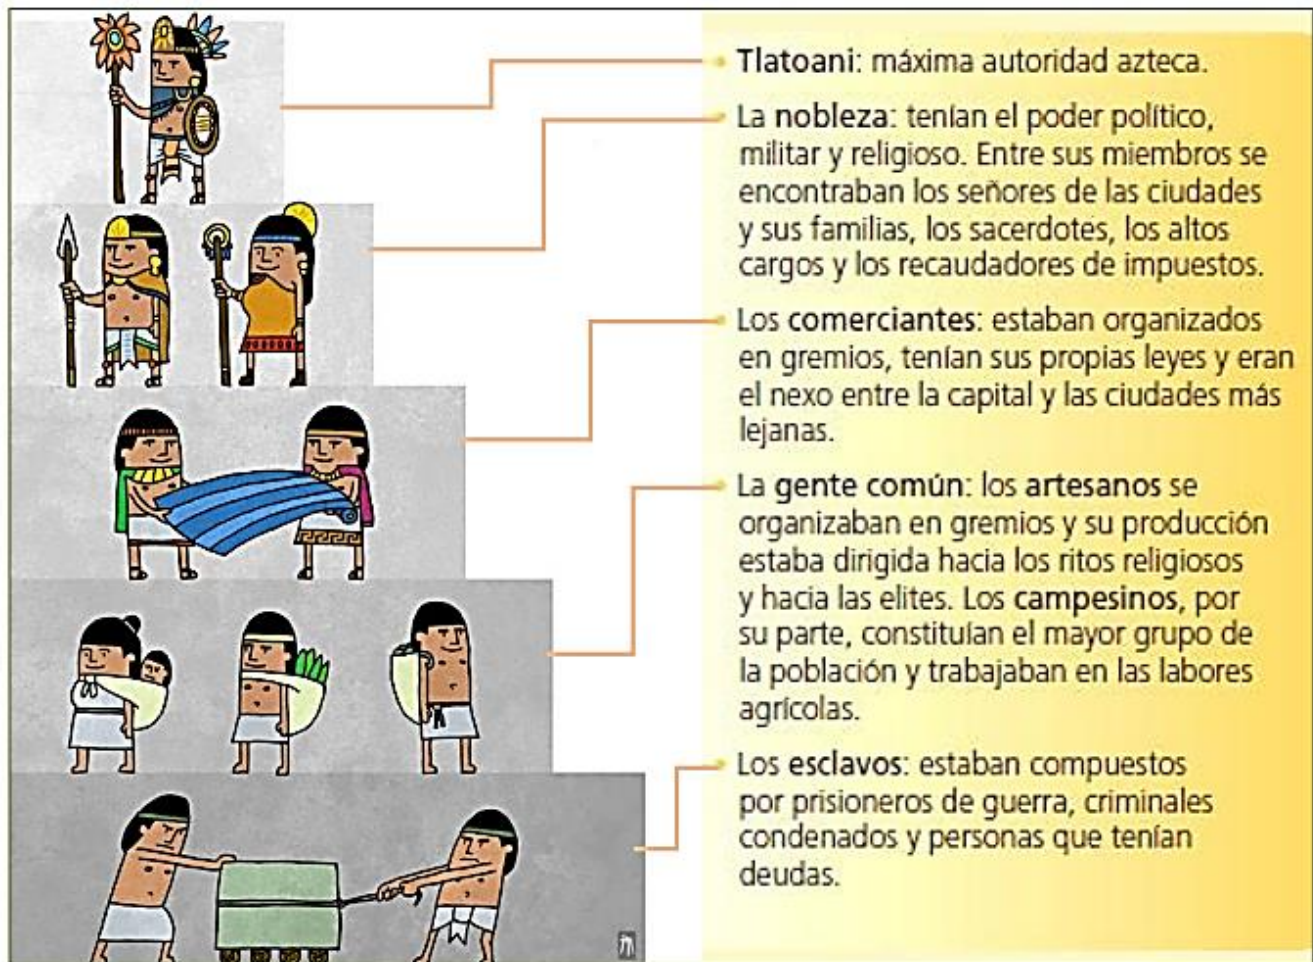 Tlatoani: máxima autoridad azteca.
La nobleza: tenían el poder político,
militar y religioso. Entre sus miembros se
encontraban los señores de las ciudades
y sus familias, los sacerdotes, los altos
cargos y los recaudadores de impuestos.
Los comerciantes: estaban organizados
en gremios, tenían sus propias leyes y eran
el nexo entre la capital y las ciudades más
lejanas.
La gente común: los artesanos se
organizaban en gremios y su producción
estaba dirigida hacia los ritos religiosos
y hacia las elites. Los campesinos, por
su parte, constituían el mayor grupo de
la población y trabajaban en las labores
agrícolas.
Los esclavos: estaban compuestos
por prisioneros de guerra, criminales
condenados y personas que tenían
deudas.